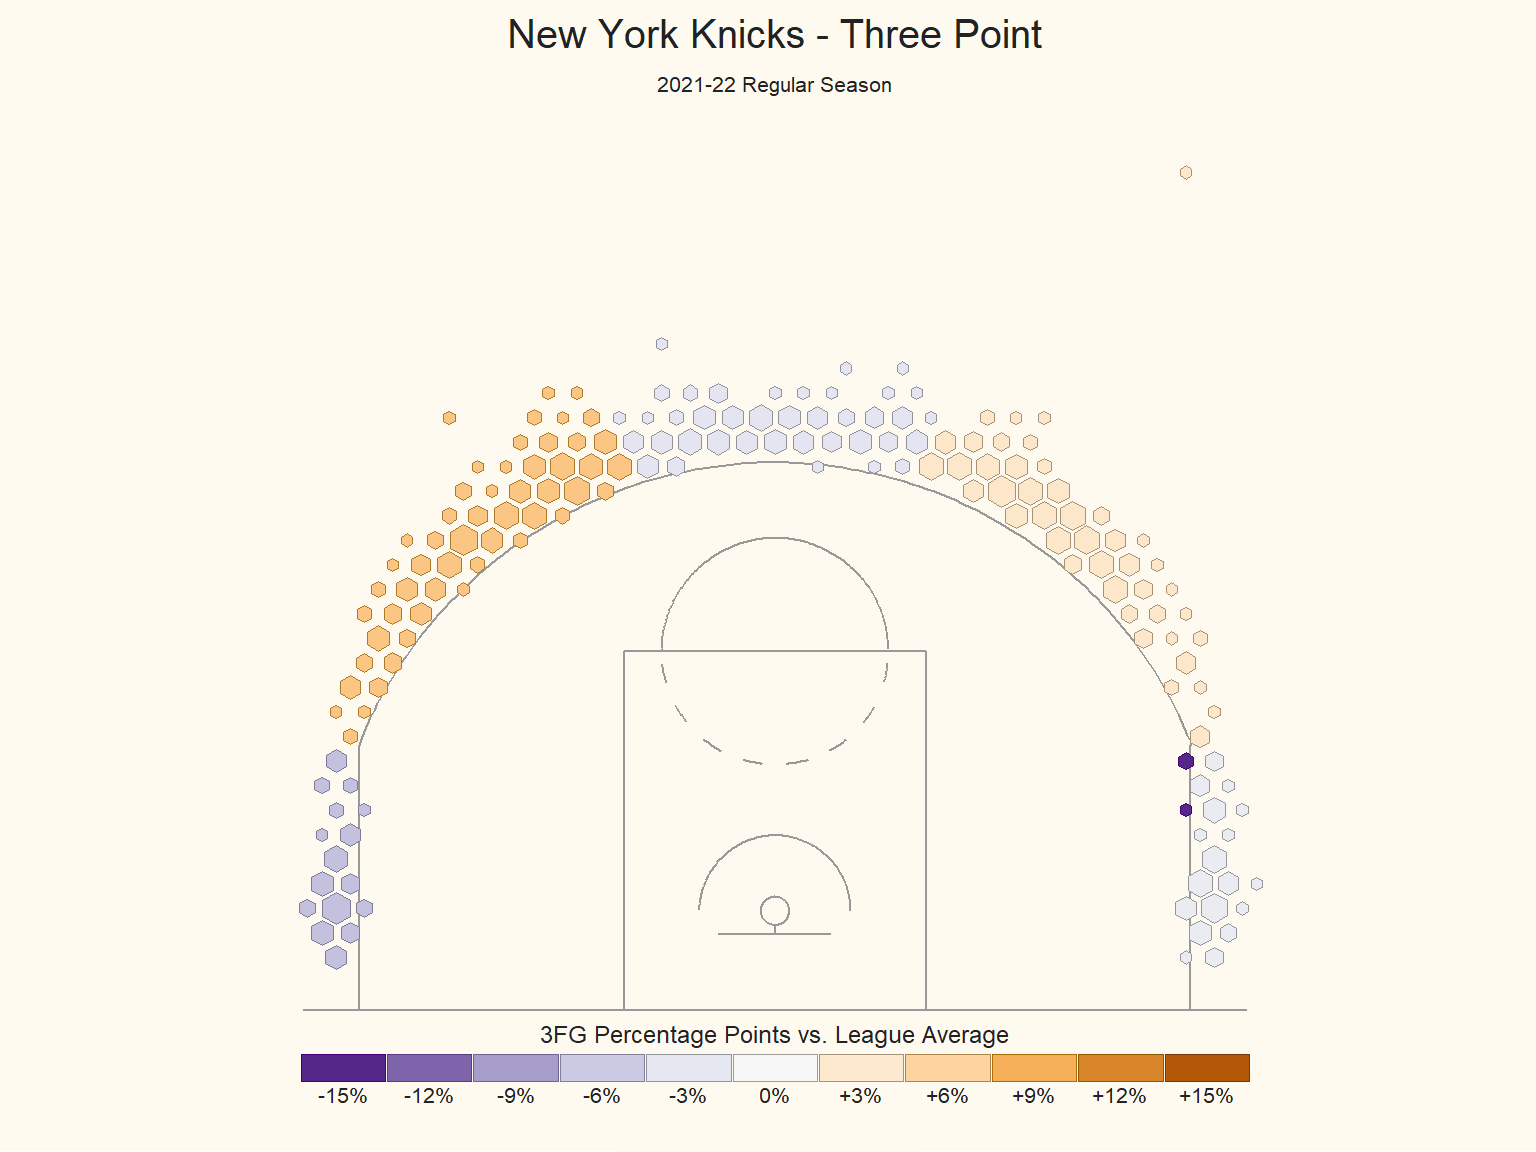 New York Knicks - Three Point
2021-22 Regular Season
3FG Percentage Points vs. League Average
-15% -12% -9% -6% -3% 0% +3% +6% +9% +12% +15%